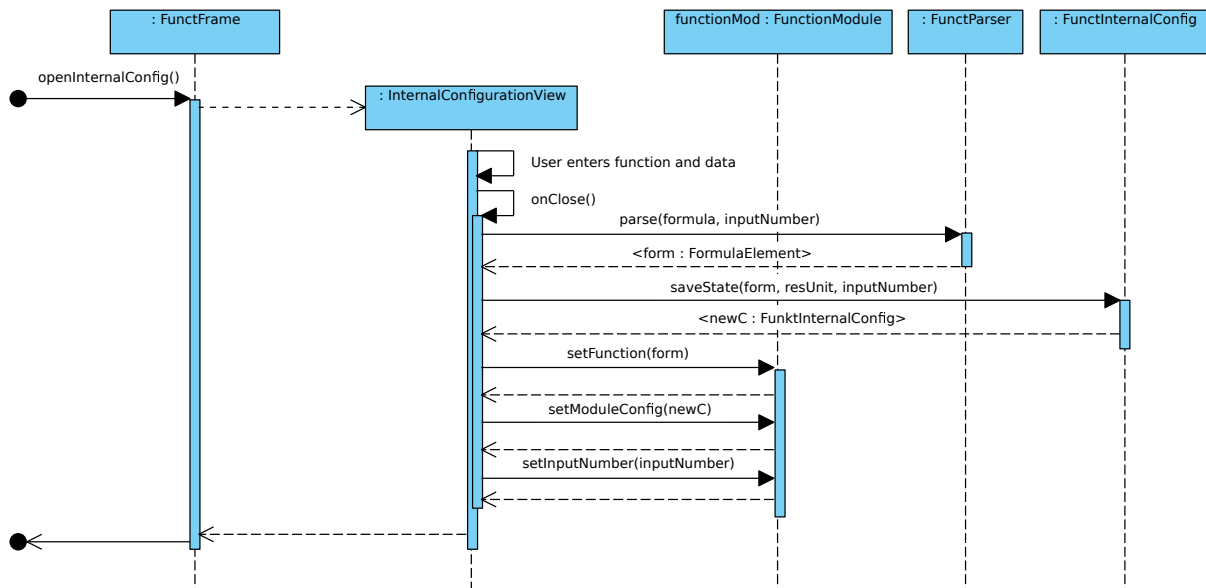 : FunctFrame
functionMod : FunctionModule
: FunctParser
: FunctInternalConfig
openInternalConfig()
: InternalConfigurationView
User enters function and data
onClose()
parse(formula, inputNumber)
<form : FormulaElement>
saveState(form, resUnit, inputNumber)
<newC : FunktInternalConfig>
setFunction(form)
setModuleConfig(newC)
setInputNumber(inputNumber)